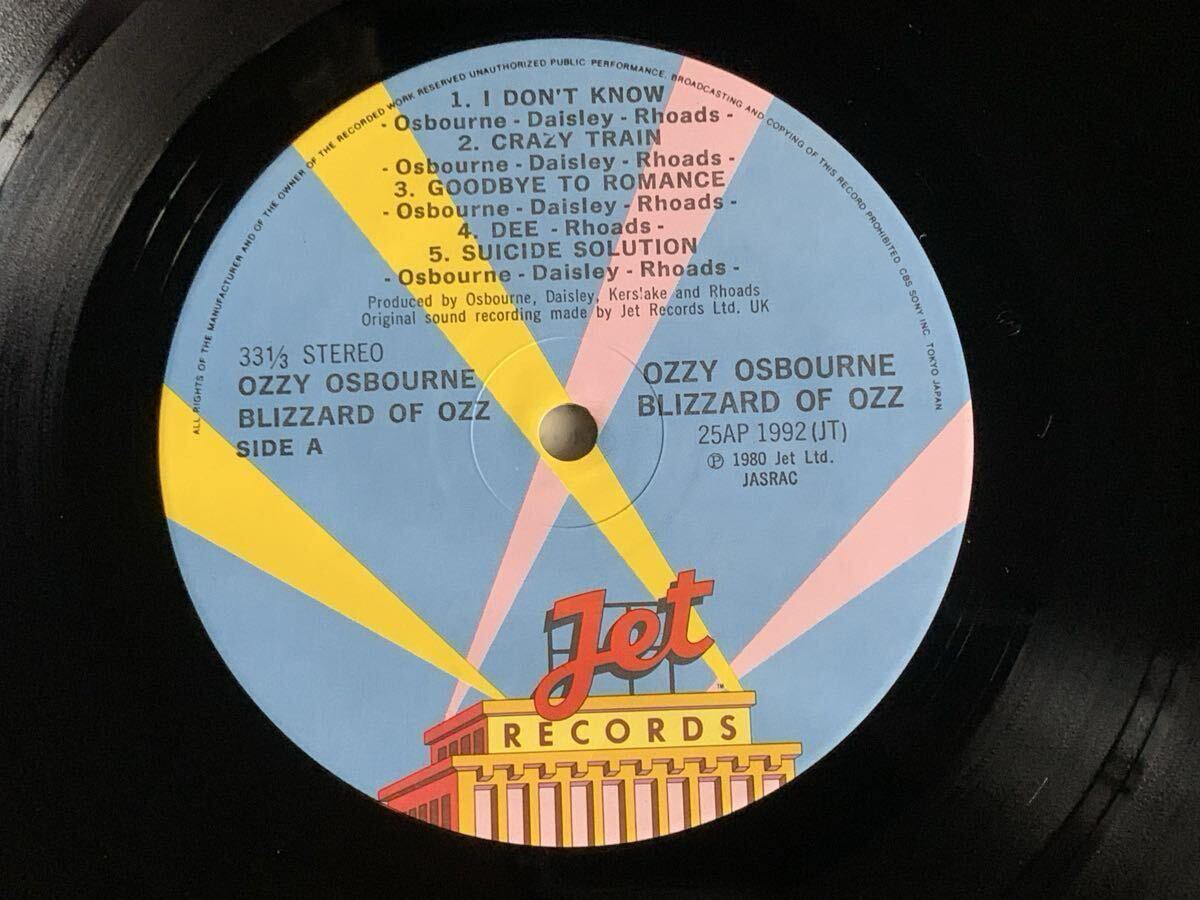 ALL RIGHTS OF THE MANUFACTURER AND OF THE OWNER OF THE RECORDED WORK RESERVED UNAUTHORIZED PUBLIC PERFORMANCE. BROADCASTING AND COPYING OF THIS RECORD PROHIBITED CBS SONY INC. TOKYO JAPAN
1. I DON'T KNOW
- Osbourne - Daisley - Rhoads -
2. CRAZY TRAIN
- Osbourne - Daisley - Rhoads -
3. GOODBYE TO ROMANCE
- Osbourne - Daisley - Rhoads -
4. DEE - Rhoads -
5. SUICIDE SOLUTION
- Osbourne - Daisley - Rhoads -
Produced by Osbourne, Daisley, Kerslake and Rhoads
Original sound recording made by Jet Records Ltd. UK
33⅓ STEREO
OZZY OSBOURNE
BLIZZARD OF OZZ
SIDE A
OZZY OSBOURNE
BLIZZARD OF OZZ
25AP 1992 (JT)
℗ 1980 Jet Ltd.
JASRAC
Jet
TM
RECORDS